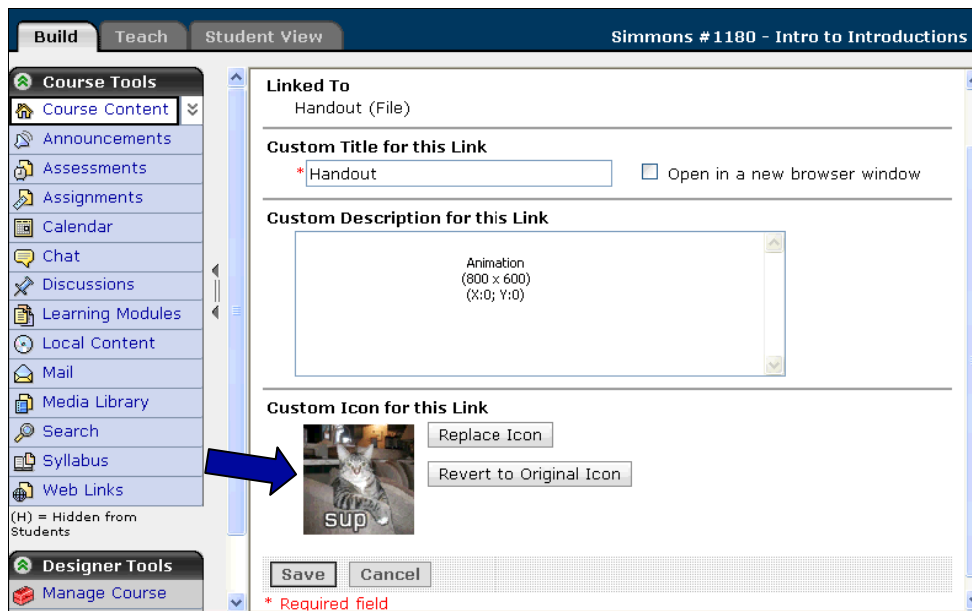 Build Teach Student View Simmons #1180 - Intro to Introductions
Course Tools
Course Content
Announcements
Assessments
Assignments
Calendar
Chat
Discussions
Learning Modules
Local Content
Mail
Media Library
Search
Syllabus
Web Links
(H) = Hidden from
Students
Designer Tools
Manage Course
Linked To
Handout (File)
Custom Title for this Link
*Handout Open in a new browser window
Custom Description for this Link
Animation
(800 x 600)
(X:0; Y:0)
Custom Icon for this Link
sup
Replace Icon
Revert to Original Icon
Save Cancel
* Required field